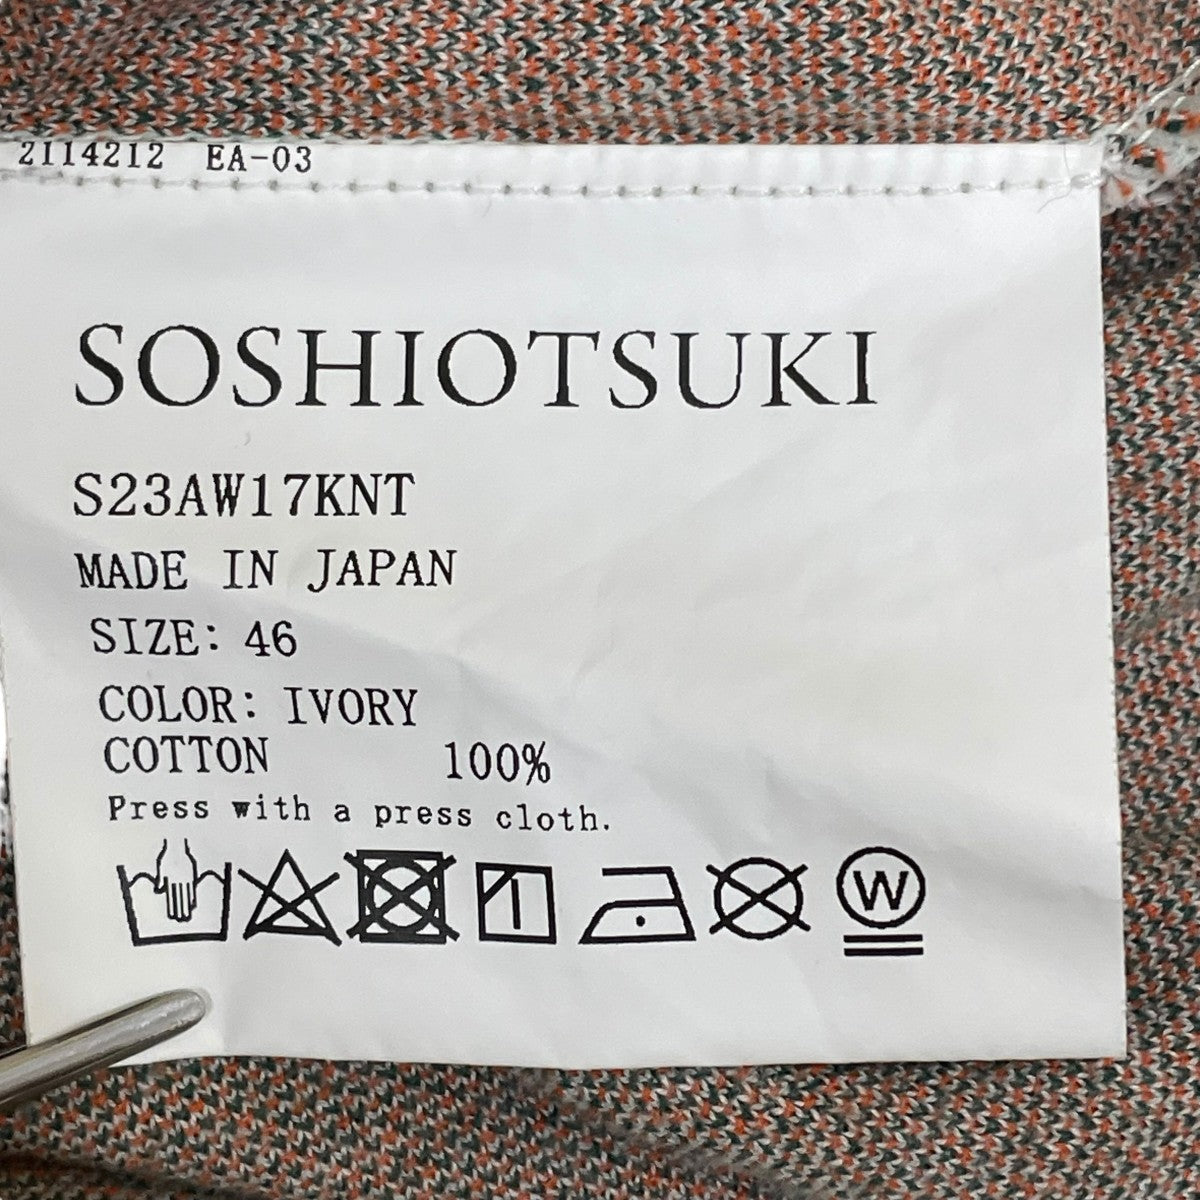 2114212 EA-03
SOSHIOTSUKI
S23AW17KNT
MADE IN JAPAN
SIZE: 46
COLOR: IVORY
COTTON 100%
Press with a press cloth.
W